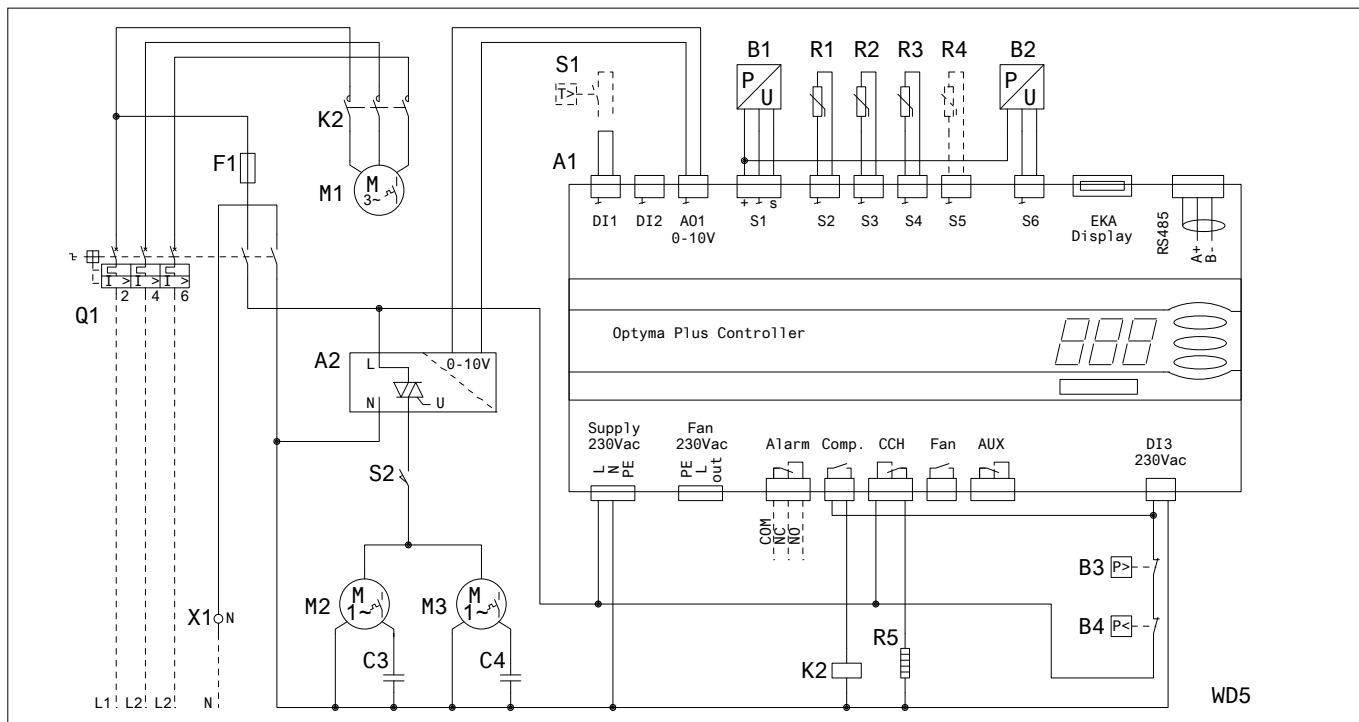 B1 R1 R2 R3 R4 B2
S1
T>
P U
P U
K2
F1
A1
M1
M 3~
+ ~ s
DI1 DI2 AO1 S1 S2 S3 S4 S5 S6 EKA
0-10V Display
RS485
A+
B-
I > I > I >
2 4 6
Q1
Optyma Plus Controller
A2
L 0-10V
N U
Supply Fan Alarm Comp. CCH Fan AUX DI3
230Vac 230Vac 230Vac
L
N
PE
PE
L
out
S2
COM
NC
NO
B3 P>
M2 M 1~ M3 M 1~
X1 N
B4 P<
R5
C3 C4
K2
L1 L2 L2 N
WD5